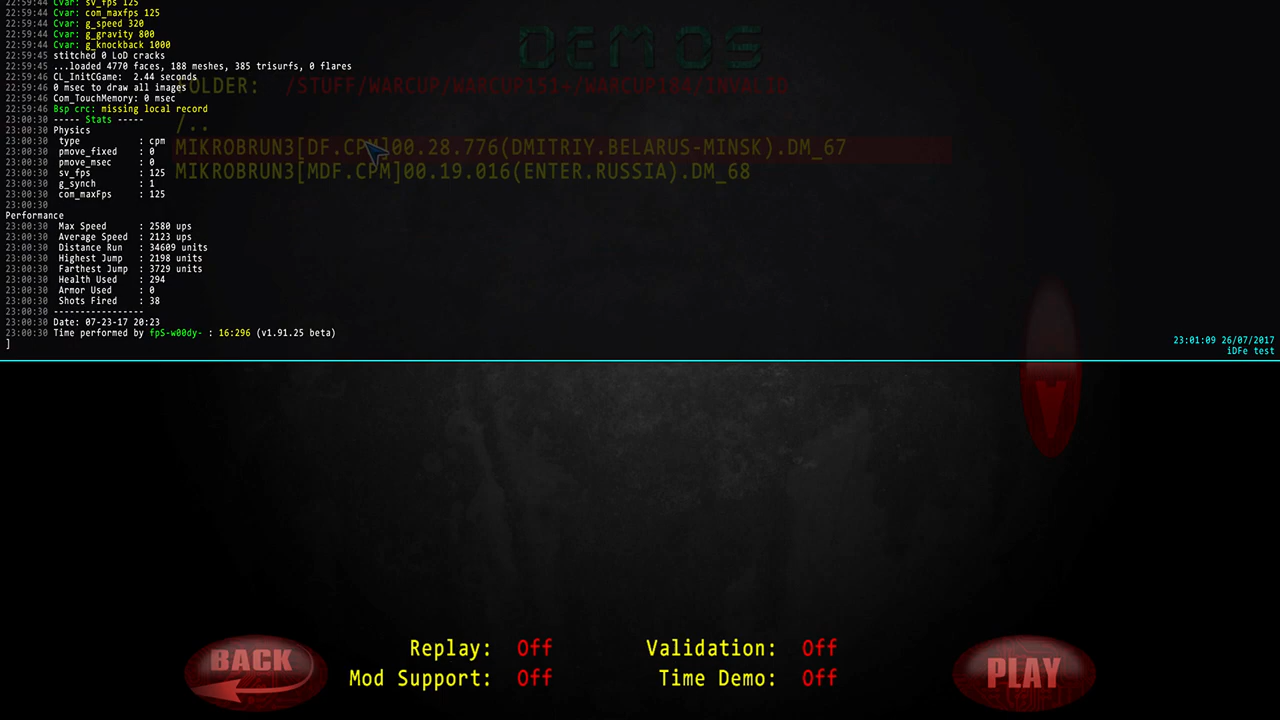 Cvar: sv_fps 125
22:59:44 Cvar: com_maxfps 125
22:59:44 Cvar: g_speed 320
22:59:44 Cvar: g_gravity 800
22:59:44 Cvar: g_knockback 1000
22:59:45 stitched 0 LoD cracks
22:59:45 ...loaded 4770 faces, 188 meshes, 385 trisurfs, 0 flares
22:59:46 CL_InitGame:  2.44 seconds
22:59:46 0 msec to draw all images
22:59:46 Com_TouchMemory: 0 msec
22:59:46 Bsp crc: missing local record
23:00:30 ----- Stats -----
23:00:30 Physics
23:00:30  type : cpm
23:00:30  pmove_fixed : 0
23:00:30  pmove_msec : 0
23:00:30  sv_fps : 125
23:00:30  g_synch : 1
23:00:30  com_maxFps : 125
23:00:30
Performance
23:00:30  Max Speed : 2580 ups
23:00:30  Average Speed : 2123 ups
23:00:30  Distance Run : 34609 units
23:00:30  Highest Jump : 2198 units
23:00:30  Farthest Jump : 3729 units
23:00:30  Health Used : 294
23:00:30  Armor Used : 0
23:00:30  Shots Fired : 38
23:00:30 -----------------
23:00:30 Date: 07-23-17 20:23
23:00:30 Time performed by fpS-w00dy- : 16:296 (v1.91.25 beta)
]
23:01:09 26/07/2017
iDFe test
DEMOS
FOLDER: /STUFF/WARCUP/WARCUP151+/WARCUP184/INVALID
/..
MIKROBRUN3[DF.CPM]00.28.776(DMITRIY.BELARUS-MINSK).DM_67
MIKROBRUN3[MDF.CPM]00.19.016(ENTER.RUSSIA).DM_68
Replay: Off Validation: Off
Mod Support: Off Time Demo: Off
BACK
PLAY